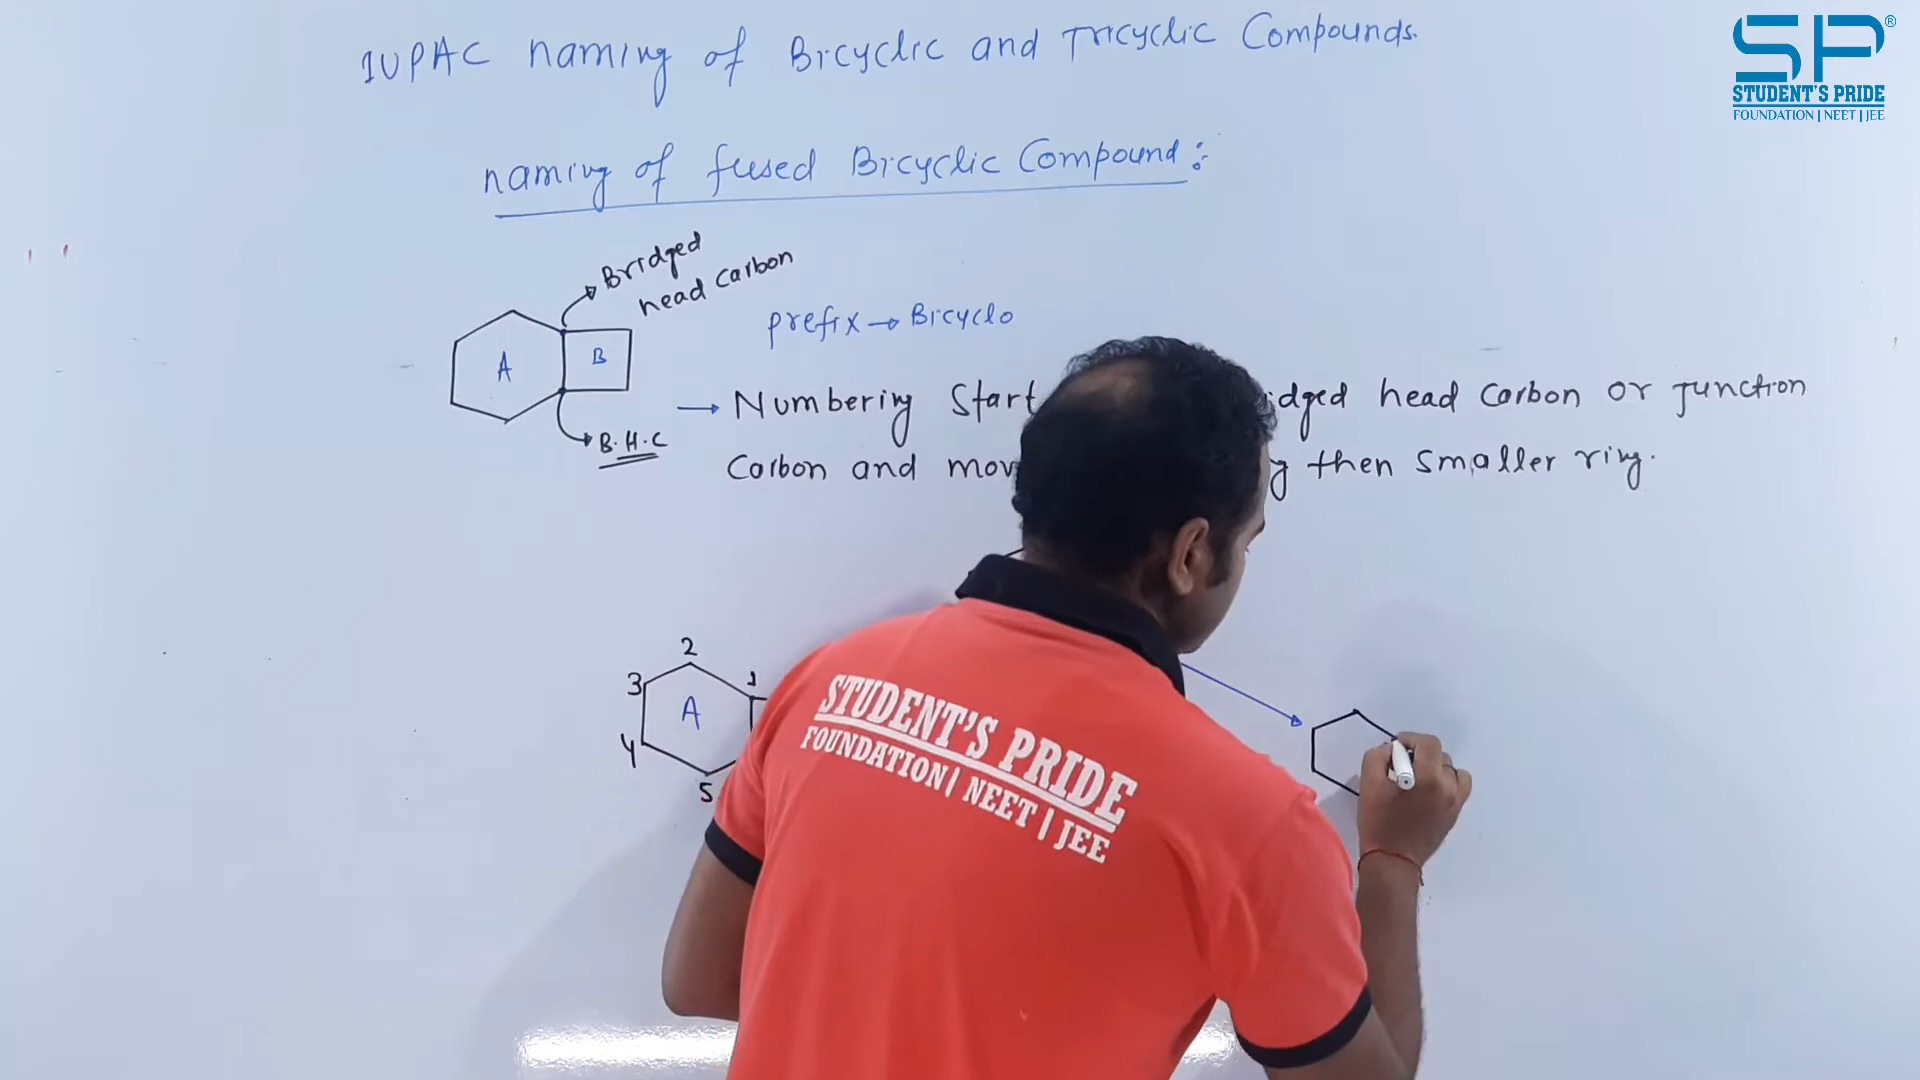 IUPAC naming of Bicyclic and Tricyclic Compounds.
SP®
STUDENT'S PRIDE
FOUNDATION | NEET | JEE
naming of fused Bicyclic Compound:
Bridged
head carbon
prefix → Bicyclo
A
B
B.H.C
→ Numbering Start head carbon or junction
Carbon and then smaller ring.
2
3
1
A
4
5
STUDENT'S PRIDE
FOUNDATION | NEET | JEE